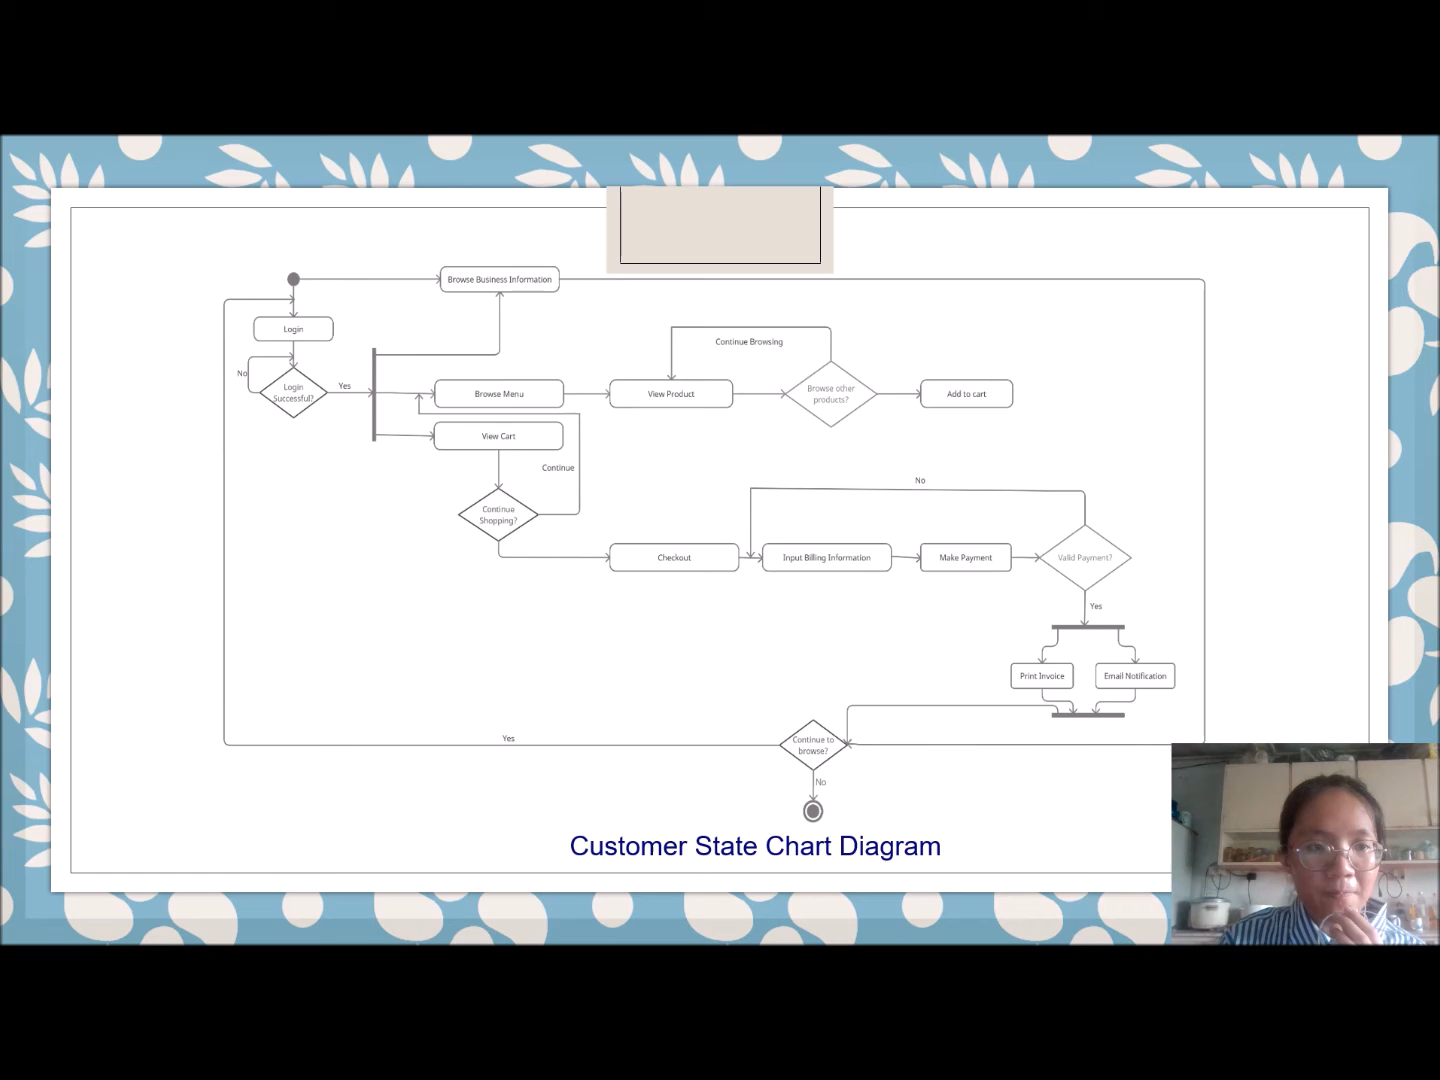 Browse Business Information
Login
Continue Browsing
No
Login
Successful?
Yes
Browse Menu
View Product
Browse other
products?
Add to cart
View Cart
Continue
Continue
Shopping?
No
Checkout
Input Billing Information
Make Payment
Valid Payment?
Yes
Print Invoice
Email Notification
Yes
Continue to
browse?
No
Customer State Chart Diagram